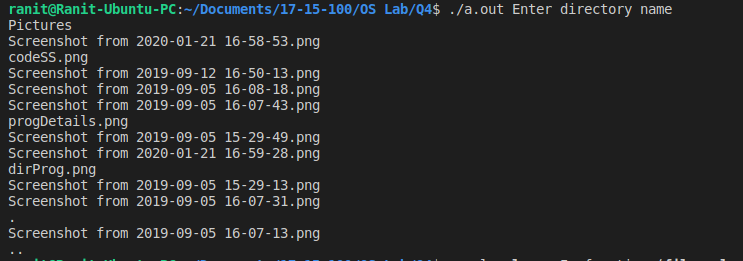 ranit@Ranit-Ubuntu-PC:~/Documents/17-15-100/OS Lab/Q4$ ./a.out Enter directory name
Pictures
Screenshot from 2020-01-21 16-58-53.png
codeSS.png
Screenshot from 2019-09-12 16-50-13.png
Screenshot from 2019-09-05 16-08-18.png
Screenshot from 2019-09-05 16-07-43.png
progDetails.png
Screenshot from 2019-09-05 15-29-49.png
Screenshot from 2020-01-21 16-59-28.png
dirProg.png
Screenshot from 2019-09-05 15-29-13.png
Screenshot from 2019-09-05 16-07-31.png
.
Screenshot from 2019-09-05 16-07-13.png
..